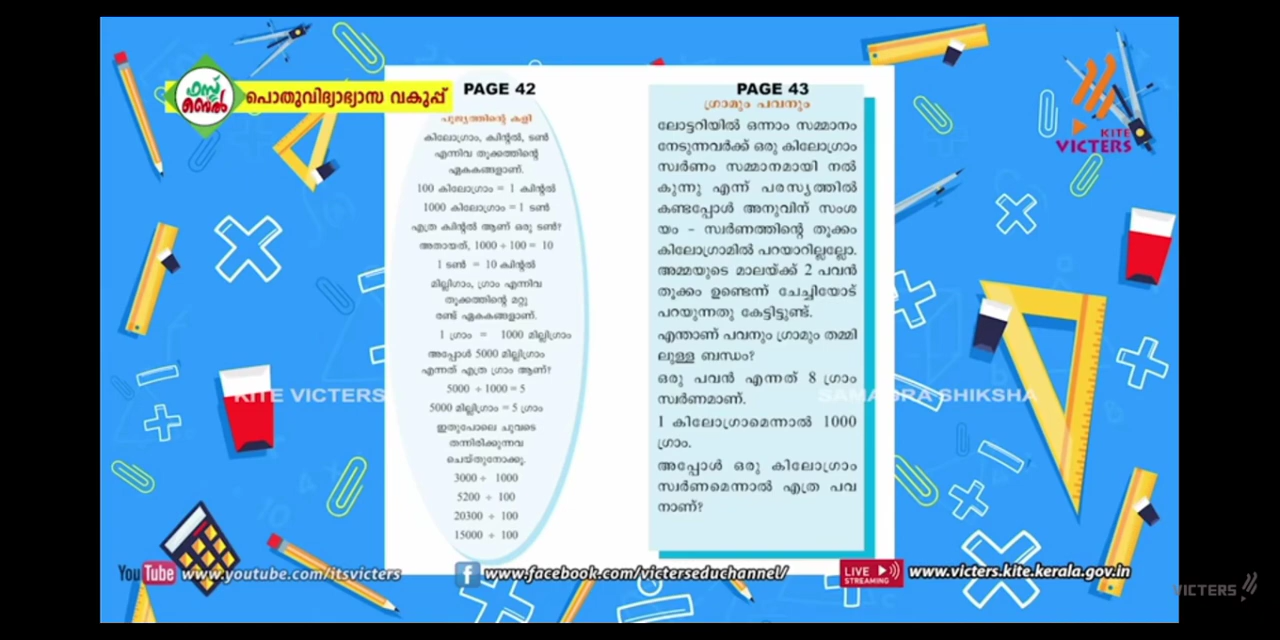 ഫസ്റ്റ് ബെൽ
പൊതുവിദ്യാഭ്യാസ വകുപ്പ്
PAGE 42
പൂജ്യത്തിന്റെ കളി
കിലോഗ്രാം, ക്വിന്റൽ, ടൺ
എന്നിവ തൂക്കത്തിന്റെ
ഏകകങ്ങളാണ്.
100 കിലോഗ്രാം = 1 ക്വിന്റൽ
1000 കിലോഗ്രാം = 1 ടൺ
എത്ര ക്വിന്റൽ ആണ് ഒരു ടൺ?
അതായത്, 1000 ÷ 100 = 10
1 ടൺ = 10 ക്വിന്റൽ
മില്ലിഗാം, ഗ്രാം എന്നിവ
തൂക്കത്തിന്റെ മറ്റു
രണ്ട് ഏകകങ്ങളാണ്.
1 ഗ്രാം = 1000 മില്ലിഗ്രാം
അപ്പോൾ 5000 മില്ലിഗ്രാം
എന്നത് എത്ര ഗ്രാം ആണ്?
5000 ÷ 1000 = 5
5000 മില്ലിഗ്രാം = 5 ഗ്രാം
ഇതുപോലെ ചുവടെ
തന്നിരിക്കുന്നവ
ചെയ്തുനോക്കൂ.
3000 ÷ 1000
5200 ÷ 100
20300 ÷ 100
15000 ÷ 100
PAGE 43
ഗ്രാമും പവനും
ലോട്ടറിയിൽ ഒന്നാം സമ്മാനം
നേടുന്നവർക്ക് ഒരു കിലോഗ്രാം
സ്വർണം സമ്മാനമായി നൽ
കുന്നു എന്ന് പരസ്യത്തിൽ
കണ്ടപ്പോൾ അനുവിന് സംശ
യം - സ്വർണത്തിന്റെ തൂക്കം
കിലോഗ്രാമിൽ പറയാറില്ലല്ലോ.
അമ്മയുടെ മാലയ്ക്ക് 2 പവൻ
തൂക്കം ഉണ്ടെന്ന് ചേച്ചിയോട്
പറയുന്നതു കേട്ടിട്ടുണ്ട്.
എന്താണ് പവനും ഗ്രാമും തമ്മി
ലുള്ള ബന്ധം?
ഒരു പവൻ എന്നത് 8 ഗ്രാം
സ്വർണമാണ്.
1 കിലോഗ്രാമെന്നാൽ 1000
ഗ്രാം.
അപ്പോൾ ഒരു കിലോഗ്രാം
സ്വർണമെന്നാൽ എത്ര പവ
നാണ്?
KITE
VICTERS
KITE VICTERS
SAMAGRA SHIKSHA
YouTube www.youtube.com/itsvicters
f www.facebook.com/victerseduchannel/
LIVE STREAMING www.victers.kite.kerala.gov.in
VICTERS